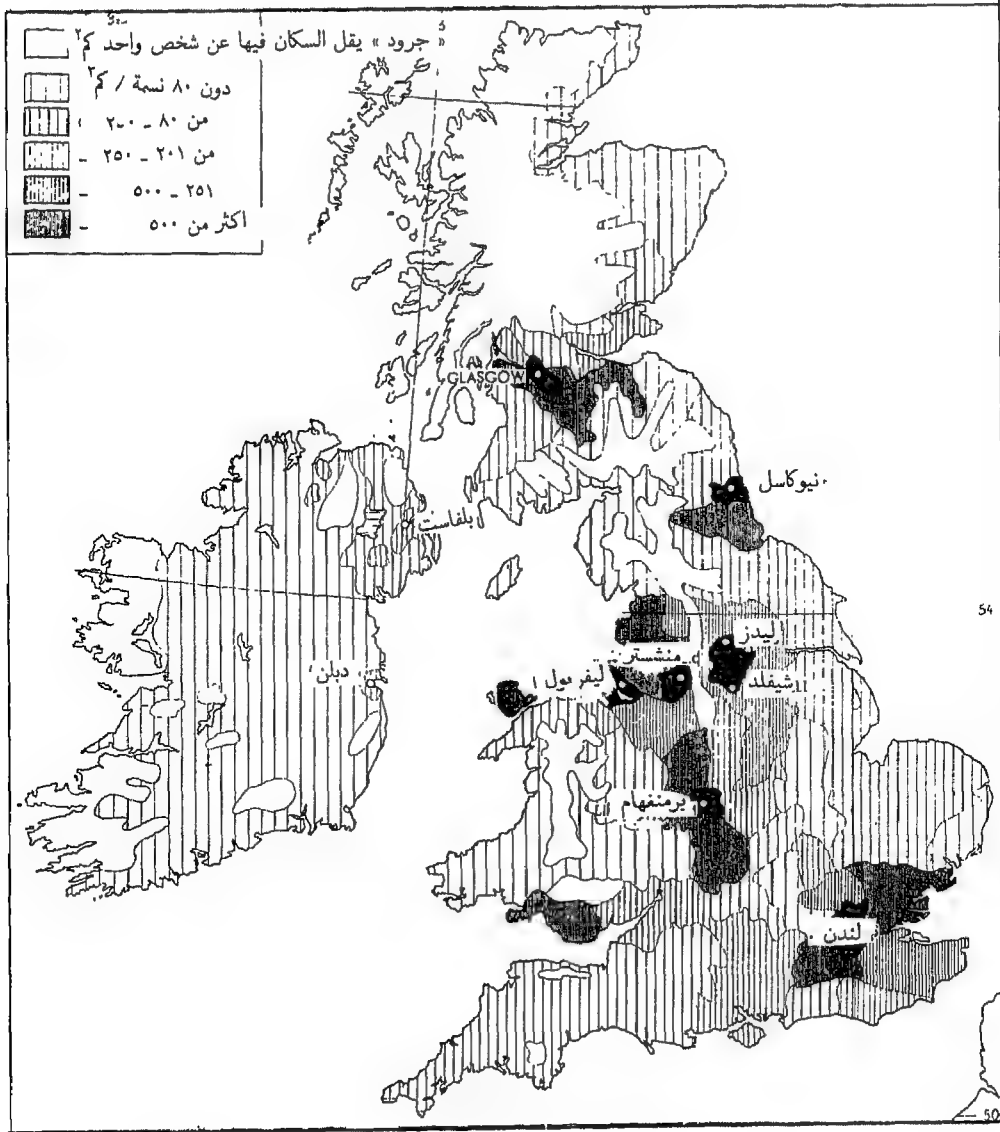 « جرود » يقل السكان فيها عن شخص واحد كم٢
دون ٨٠ نسمة / كم٢
من ٨٠ - ٢٠٠
من ٢٠١ - ٢٥٠ -
٢٥١ - ٥٠٠ -
اكثر من ٥٠٠ -
GLASGOW
نيوكاسل
بلفاست
54
ليدز
منشستر
شيفلد
ليفربول
دبلن
برمنغهام
لندن
50